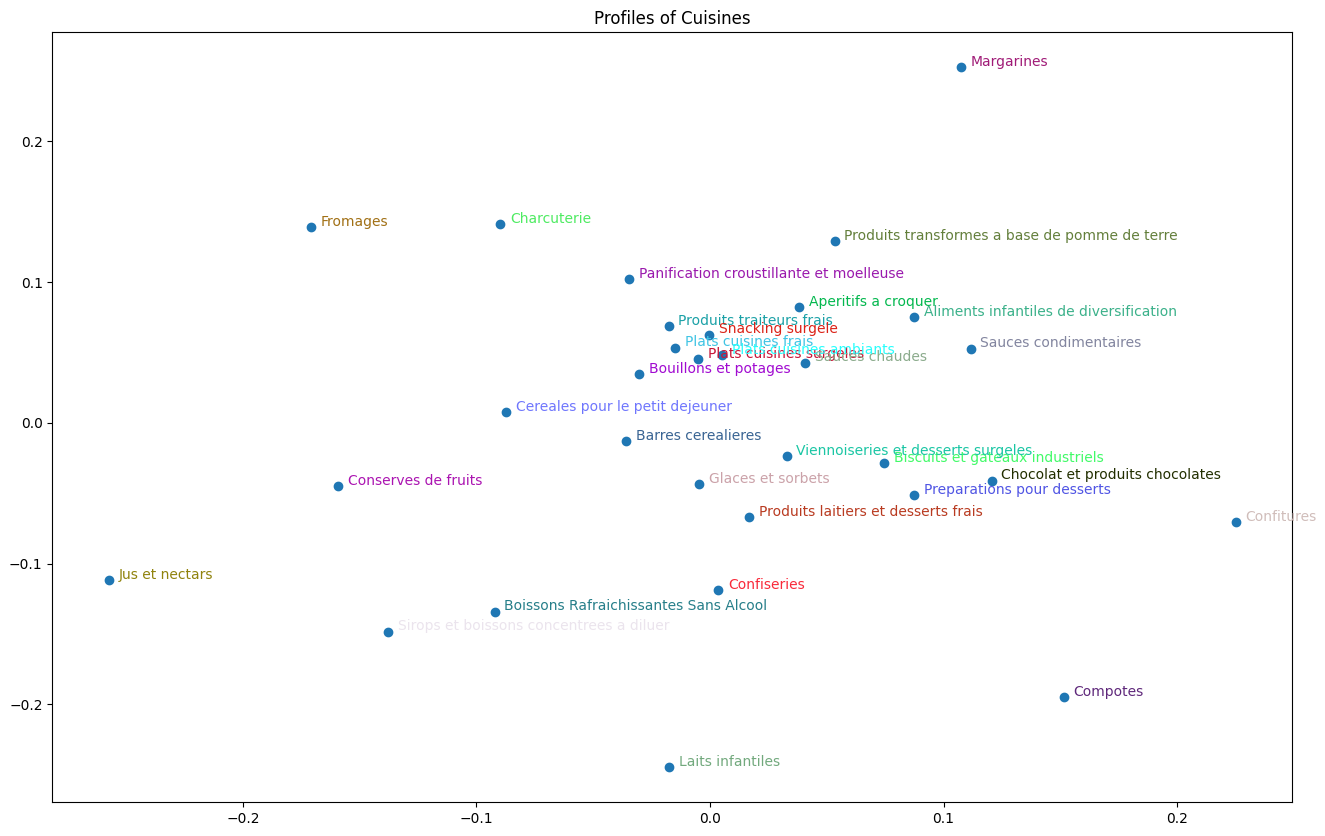 Profiles of Cuisines
Margarines
0.2
Fromages
Charcuterie
Produits transformes a base de pomme de terre
Panification croustillante et moelleuse
0.1
Aperitifs a croquer
Aliments infantiles de diversification
Produits traiteurs frais
Snacking surgele
Plats cuisines frais
Sauces condimentaires
Plats cuisines ambiants
Plats cuisines surgeles
Sauces chaudes
Bouillons et potages
0.0
Cereales pour le petit dejeuner
Barres cerealieres
Viennoiseries et desserts surgeles
Biscuits et gateaux industriels
Glaces et sorbets
Chocolat et produits chocolates
Conserves de fruits
Preparations pour desserts
Produits laitiers et desserts frais
Confitures
−0.1
Jus et nectars
Confiseries
Boissons Rafraichissantes Sans Alcool
Sirops et boissons concentrees a diluer
−0.2
Compotes
Laits infantiles
−0.2 −0.1 0.0 0.1 0.2